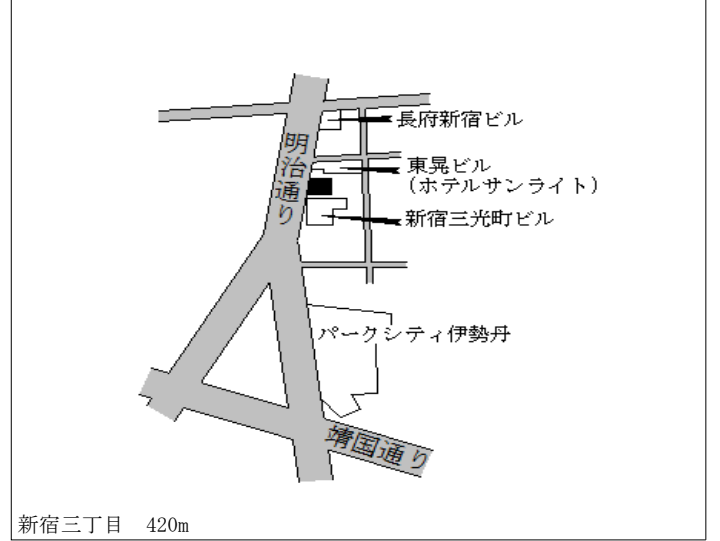 長府新宿ビル
明治通り
東晃ビル
(ホテルサンライト)
新宿三光町ビル
パークシティ伊勢丹
靖国通り
新宿三丁目 420m